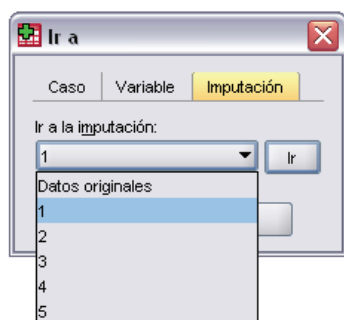 Ir a
Caso Variable Imputación
Ir a la imputación:
1 Ir
Datos originales
1
2
3
4
5